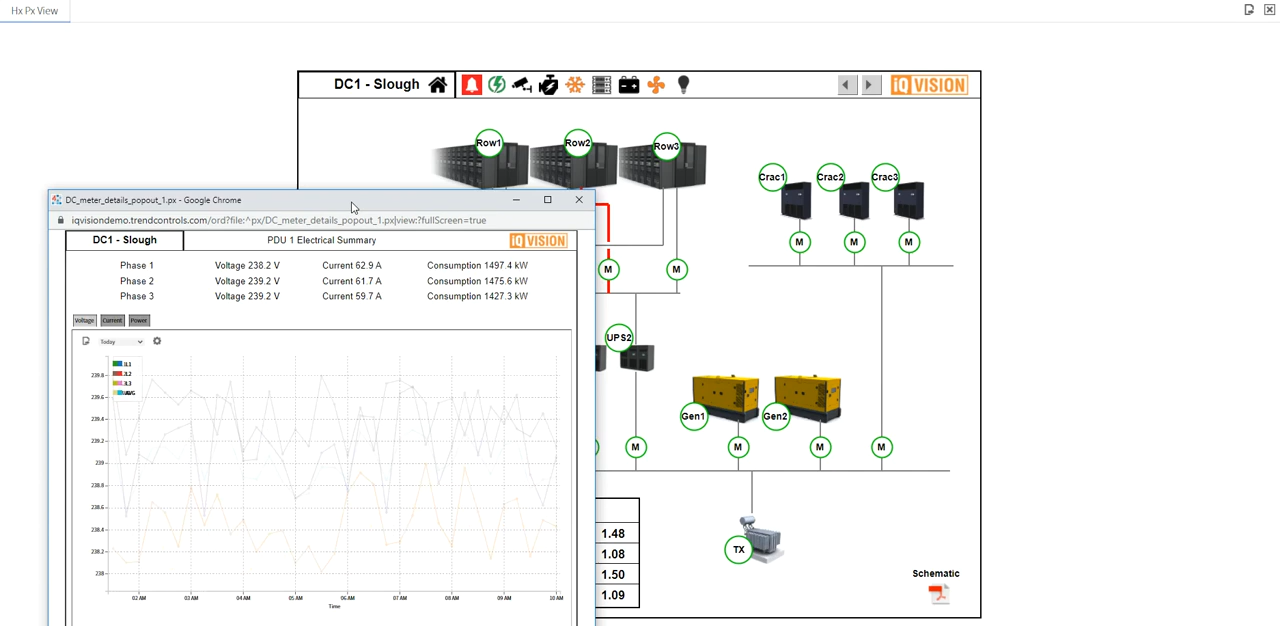 Hx Px View
DC1 - Slough
iQ VISION
Row1
Row2
Row3
Crac1
Crac2
Crac3
M
M
M
DC_meter_details_popout_1.px - Google Chrome
iqvisiondemo.trendcontrols.com/ord?file:^px/DC_meter_details_popout_1.px|view:?fullScreen=true
DC1 - Slough
PDU 1 Electrical Summary
iQ VISION
Phase 1 Voltage 238.2 V Current 62.9 A Consumption 1497.4 kW
Phase 2 Voltage 239.2 V Current 61.7 A Consumption 1475.6 kW
Phase 3 Voltage 239.2 V Current 59.7 A Consumption 1427.3 kW
Voltage Current Power
Today
239.8
239.6
239.4
239.2
239
238.8
238.6
238.4
238.2
238
02 AM 03 AM 04 AM 05 AM 06 AM 07 AM 08 AM 09 AM 10 AM
Time
M
M
UPS2
Gen1
Gen2
M
M
M
M
1.48
1.08
1.50
1.09
TX
Schematic